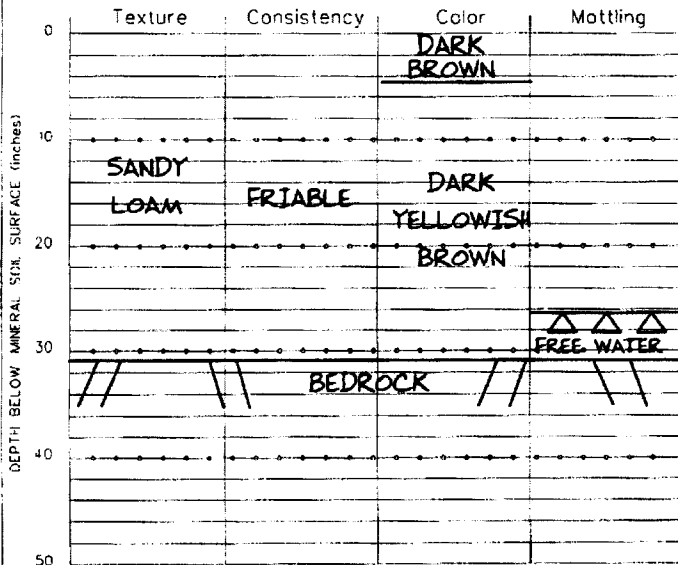 Texture Consistency Color Mottling
0
DARK
BROWN
10
SANDY
LOAM
FRIABLE
DARK
YELLOWISH
BROWN
20
FREE WATER
30
BEDROCK
40
50
DEPTH BELOW MINERAL SOIL SURFACE (inches)